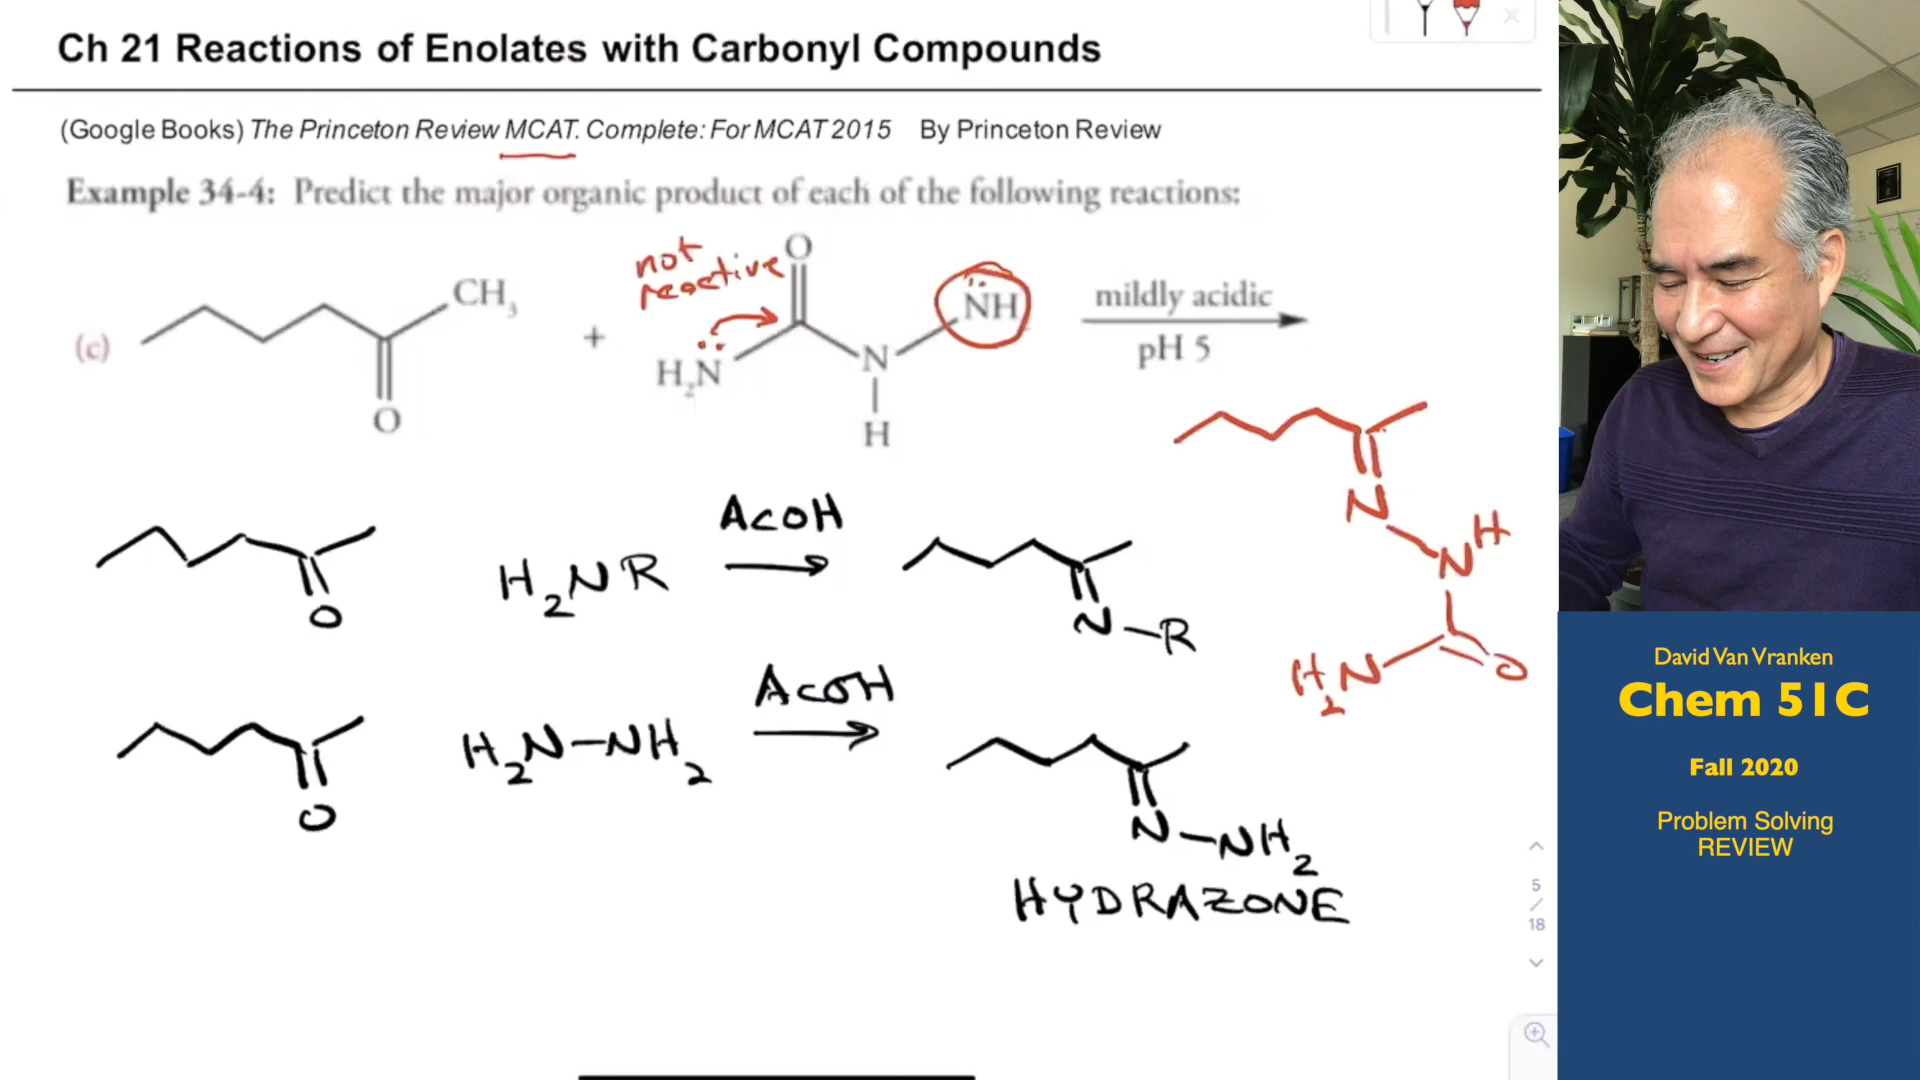 Ch 21 Reactions of Enolates with Carbonyl Compounds
(Google Books) The Princeton Review MCAT. Complete: For MCAT 2015 By Princeton Review
Example 34-4: Predict the major organic product of each of the following reactions:
(c)
CH3
O
+
not
reactive
O
H2N
N
H
NH
mildly acidic
pH 5
N
N H
H2N
O
O
H2NR
AcOH
N-R
O
H2N-NH2
AcOH
N-NH2
HYDRAZONE
5
/
18
David Van Vranken
Chem 51C
Fall 2020
Problem Solving
REVIEW